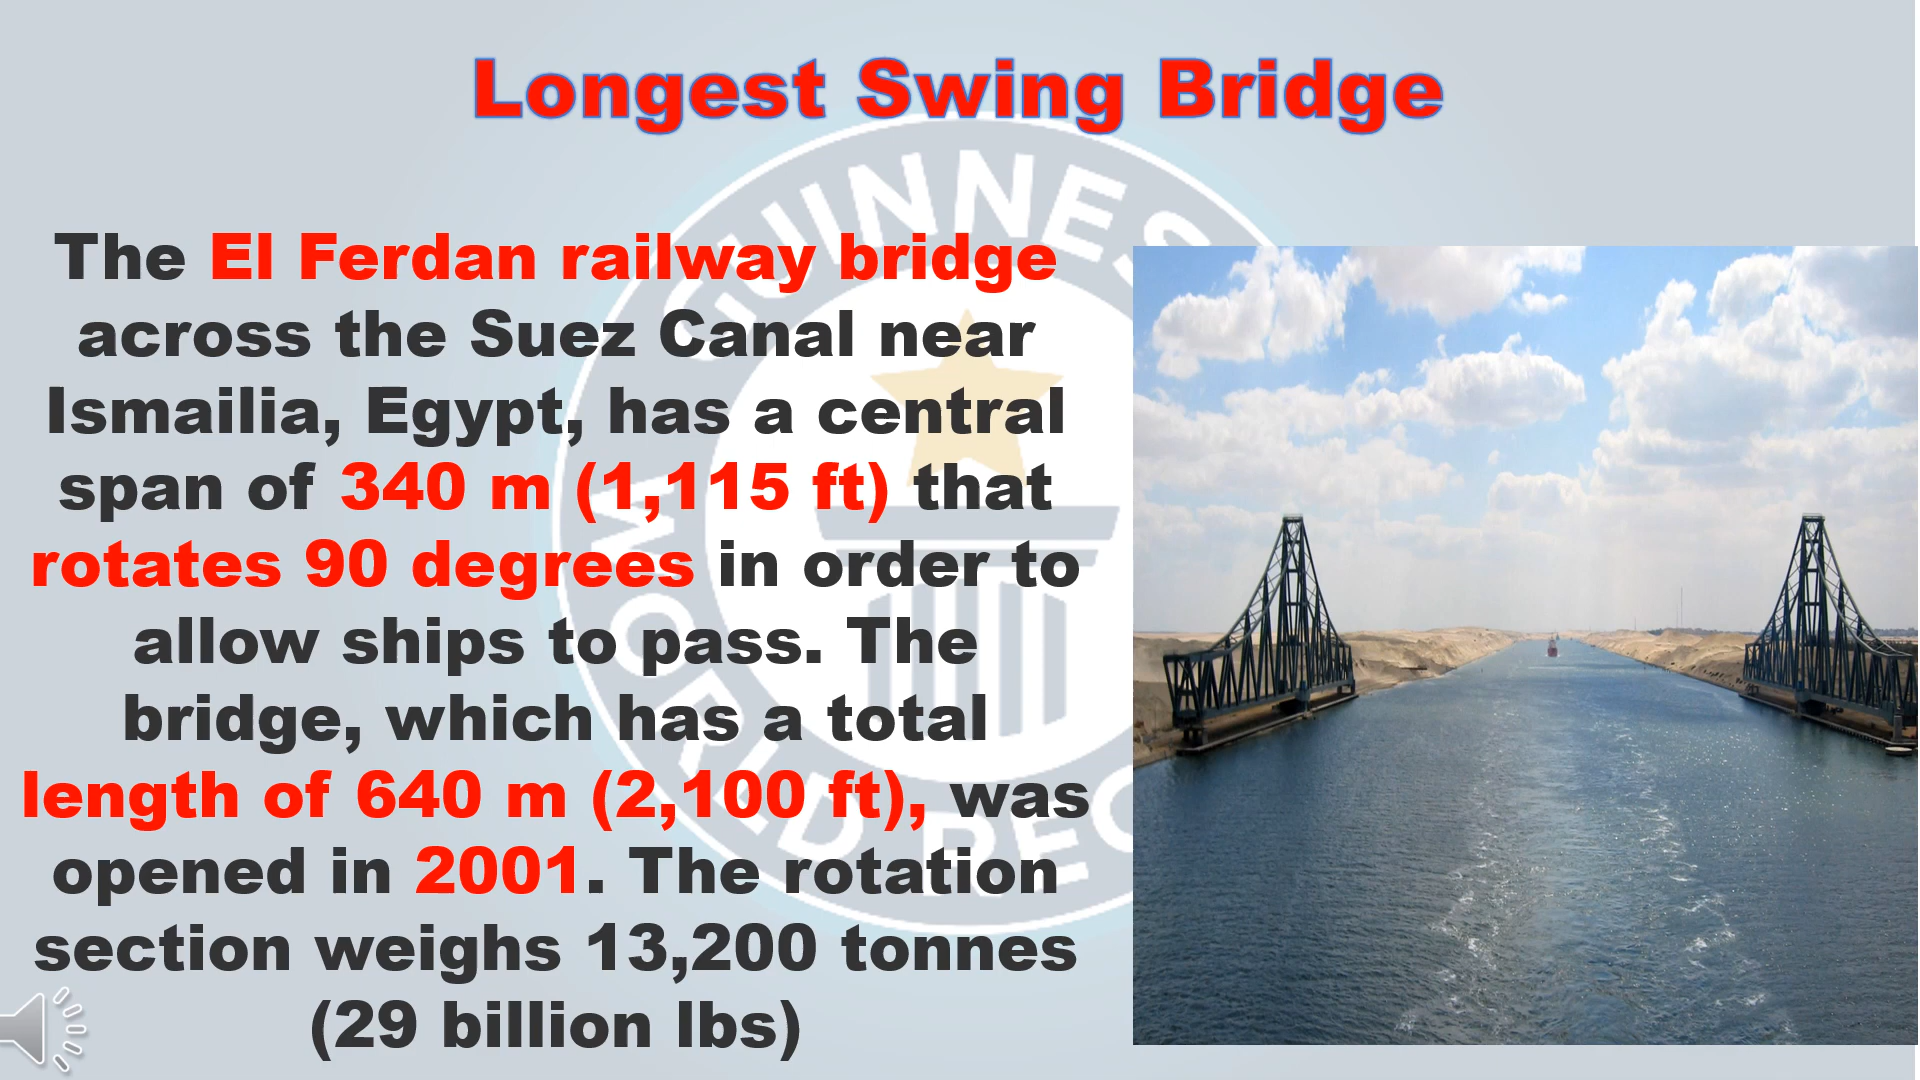 Longest Swing Bridge
The El Ferdan railway bridge
across the Suez Canal near
Ismailia, Egypt, has a central
span of 340 m (1,115 ft) that
rotates 90 degrees in order to
allow ships to pass. The
bridge, which has a total
length of 640 m (2,100 ft), was
opened in 2001. The rotation
section weighs 13,200 tonnes
(29 billion lbs)
GUINNES
WORLD REC